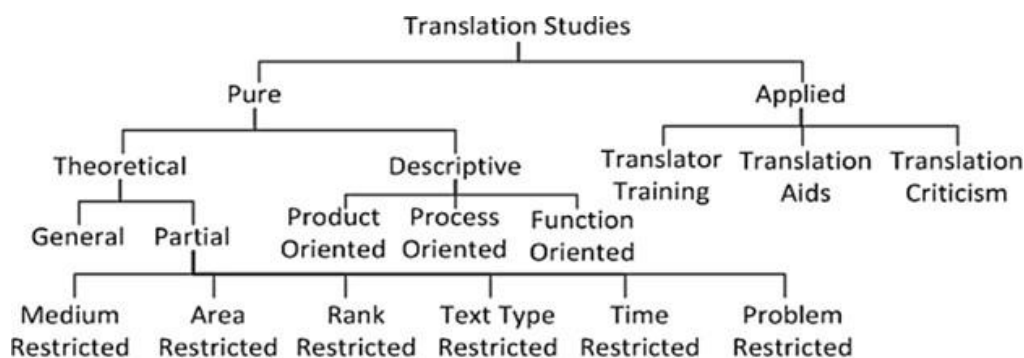 Translation Studies
Pure
Applied
Theoretical
Descriptive
Translator
Training
Translation
Aids
Translation
Criticism
General
Partial
Product
Oriented
Process
Oriented
Function
Oriented
Medium
Restricted
Area
Restricted
Rank
Restricted
Text Type
Restricted
Time
Restricted
Problem
Restricted